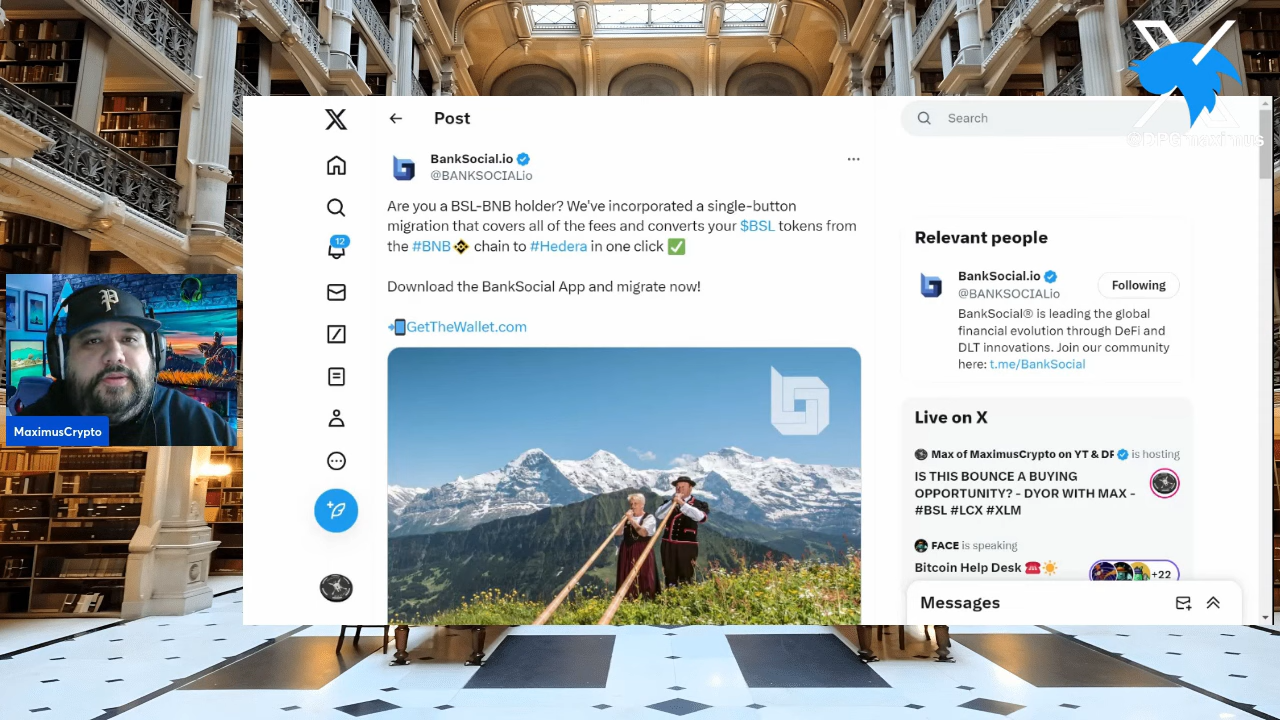 Post
Search
BankSocial.io
@BANKSOCIALio
Are you a BSL-BNB holder? We've incorporated a single-button
migration that covers all of the fees and converts your $BSL tokens from
the #BNB chain to #Hedera in one click ✅
Download the BankSocial App and migrate now!
📲GetTheWallet.com
12
Relevant people
BankSocial.io
@BANKSOCIALio
Following
BankSocial® is leading the global
financial evolution through DeFi and
DLT innovations. Join our community
here: t.me/BankSocial
Live on X
Max of MaximusCrypto on YT & DF is hosting
IS THIS BOUNCE A BUYING
OPPORTUNITY? - DYOR WITH MAX -
#BSL #LCX #XLM
FACE is speaking
Bitcoin Help Desk ☎️☀️
+22
Messages
MaximusCrypto
P
@DPGmaximus